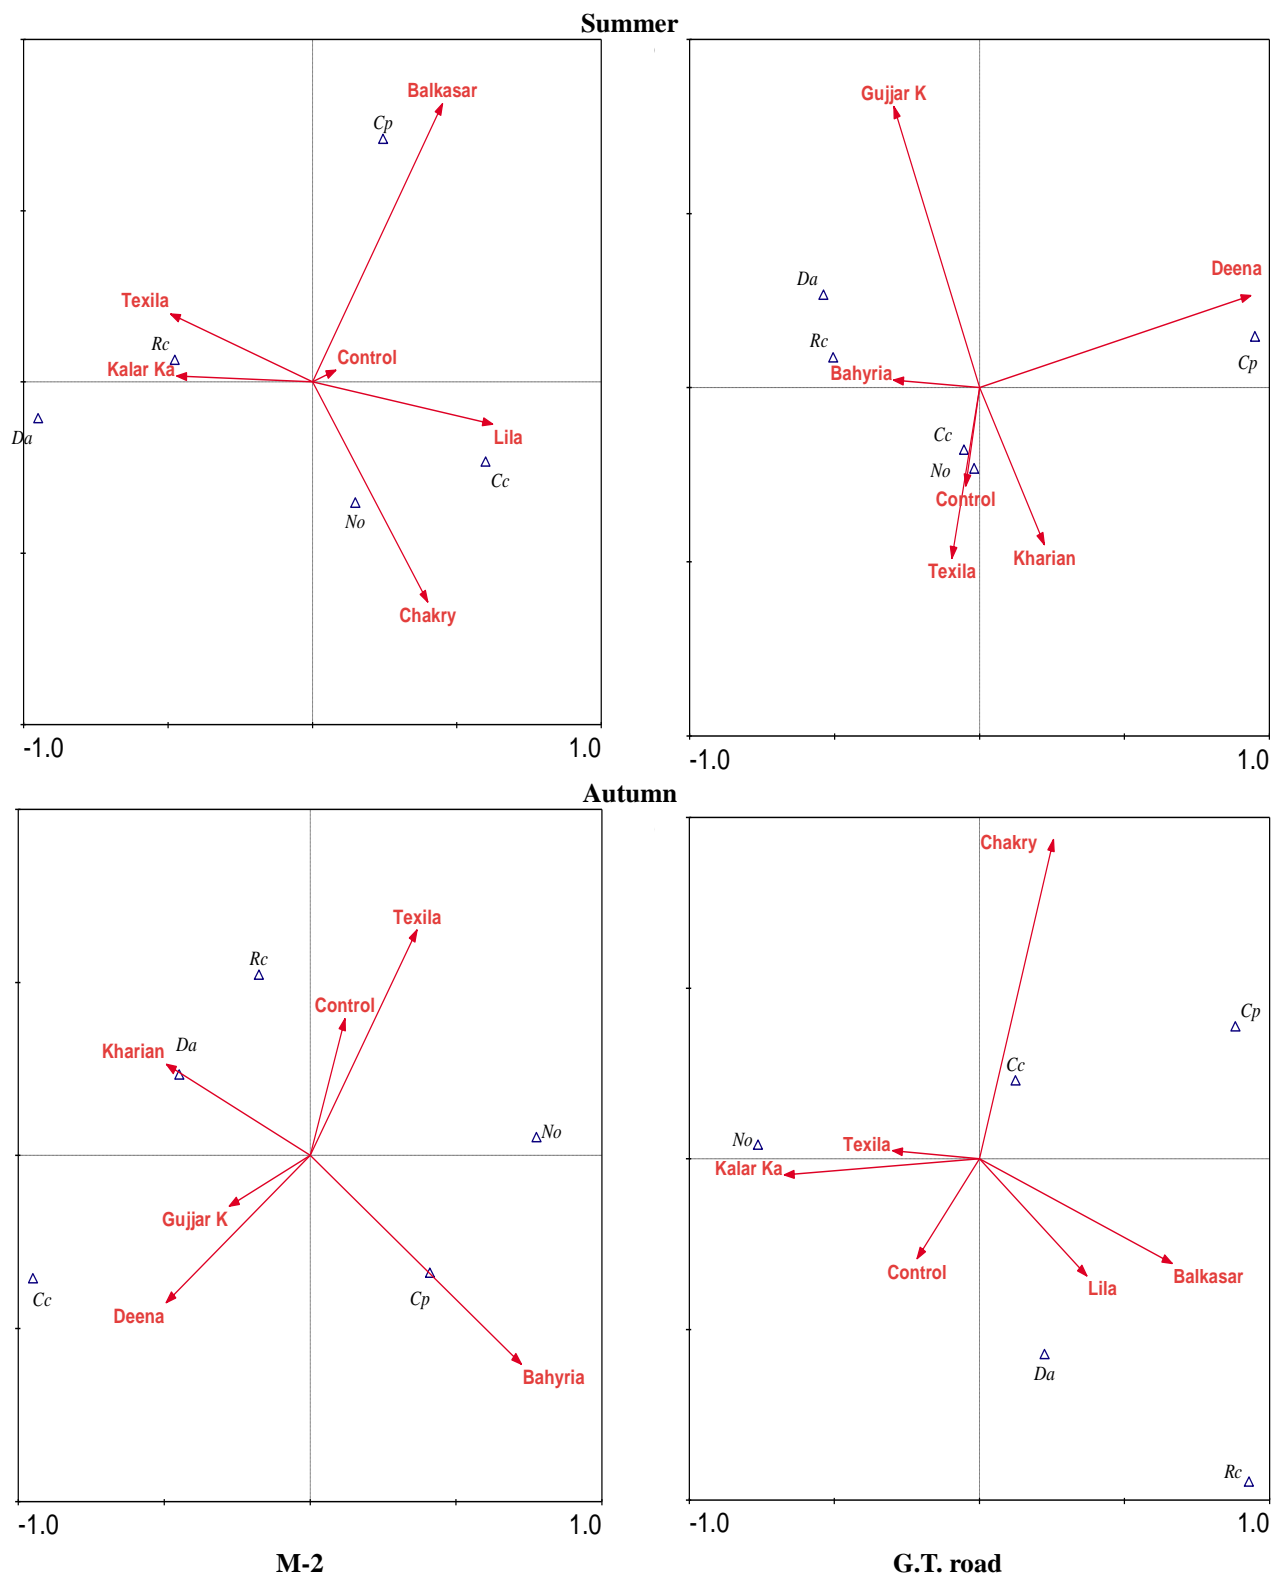 Summer
Balkasar
Cp
Texila
Rc
Control
Kalar Ka
Da
Lila
Cc
No
Chakry
-1.0 1.0
Gujjar K
Deena
Da
Rc
Cp
Bahyria
Cc
No
Control
Texila
Kharian
-1.0 1.0
Autumn
Texila
Rc
Control
Da
Kharian
No
Gujjar K
Cc
Cp
Deena
Bahyria
-1.0 1.0
M-2
Chakry
Cp
Cc
No
Texila
Kalar Ka
Control
Balkasar
Lila
Da
Rc
-1.0 1.0
G.T. road